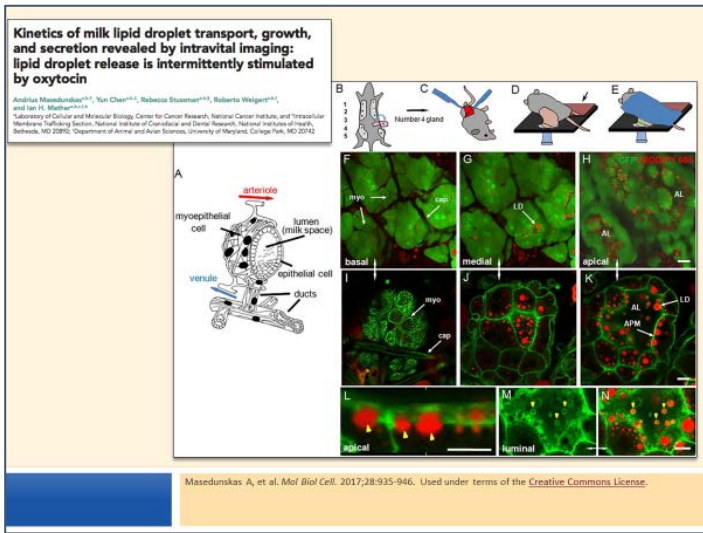 Kinetics of milk lipid droplet transport, growth,
and secretion revealed by intravital imaging:
lipid droplet release is intermittently stimulated
by oxytocin
Andrius Masedunskas, Yun Chen, Rebecca Stussman, Roberto Weigert,
and Ian H. Mather
Laboratory of Cellular and Molecular Biology, Center for Cancer Research, National Cancer Institute, and Intracellular
Membrane Trafficking Section, National Institute of Craniofacial and Dental Research, National Institutes of Health,
Bethesda, MD 20892; Department of Animal and Avian Sciences, University of Maryland, College Park, MD 20742
B
C
D
E
1
2
3
4
5
Number 4 gland
A
arteriole
myoepithelial
cell
lumen
(milk space)
epithelial cell
venule
ducts
F
myo
cap
basal
G
LD
medial
H
GFP/BODIPY 665
AL
AL
apical
I
myo
cap
J
K
AL
LD
APM
L
apical
M
luminal
N
Masedunskas A, et al. Mol Biol Cell. 2017;28:935-946. Used under terms of the Creative Commons License.